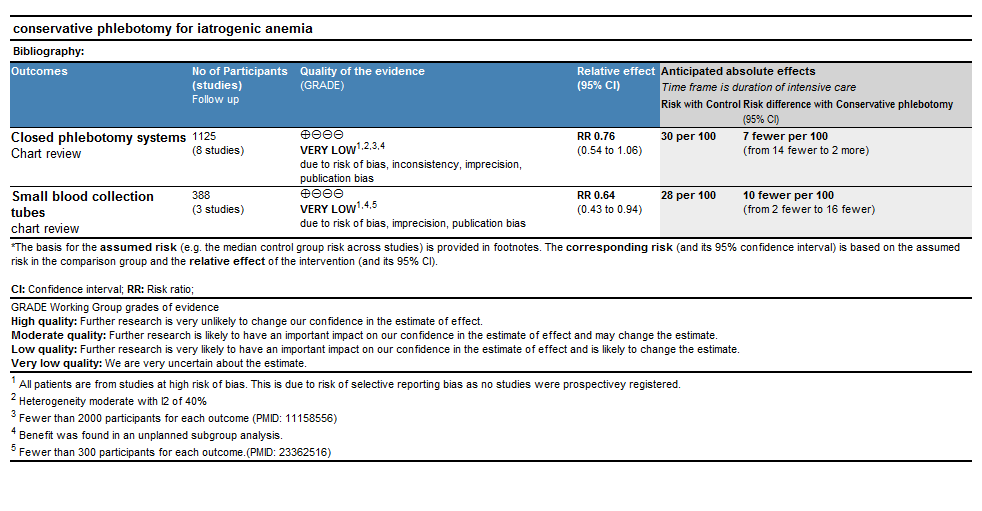 conservative phlebotomy for iatrogenic anemia
Bibliography:
Outcomes No of Participants Quality of the evidence Relative effect Anticipated absolute effects
(studies) (GRADE) (95% CI) Time frame is duration of intensive care
Follow up Risk with Control Risk difference with Conservative phlebotomy
(95% CI)
Closed phlebotomy systems 1125 ⊕⊖⊖⊖ RR 0.76 30 per 100 7 fewer per 100
Chart review (8 studies) VERY LOW1,2,3,4 (0.54 to 1.06) (from 14 fewer to 2 more)
due to risk of bias, inconsistency, imprecision,
publication bias
Small blood collection 388 ⊕⊖⊖⊖ RR 0.64 28 per 100 10 fewer per 100
tubes (3 studies) VERY LOW1,4,5 (0.43 to 0.94) (from 2 fewer to 16 fewer)
chart review due to risk of bias, imprecision, publication bias
*The basis for the assumed risk (e.g. the median control group risk across studies) is provided in footnotes. The corresponding risk (and its 95% confidence interval) is based on the assumed
risk in the comparison group and the relative effect of the intervention (and its 95% CI).
CI: Confidence interval; RR: Risk ratio;
GRADE Working Group grades of evidence
High quality: Further research is very unlikely to change our confidence in the estimate of effect.
Moderate quality: Further research is likely to have an important impact on our confidence in the estimate of effect and may change the estimate.
Low quality: Further research is very likely to have an important impact on our confidence in the estimate of effect and is likely to change the estimate.
Very low quality: We are very uncertain about the estimate.
1 All patients are from studies at high risk of bias. This is due to risk of selective reporting bias as no studies were prospectivey registered.
2 Heterogeneity moderate with I2 of 40%
3 Fewer than 2000 participants for each outcome (PMID: 11158556)
4 Benefit was found in an unplanned subgroup analysis.
5 Fewer than 300 participants for each outcome.(PMID: 23362516)